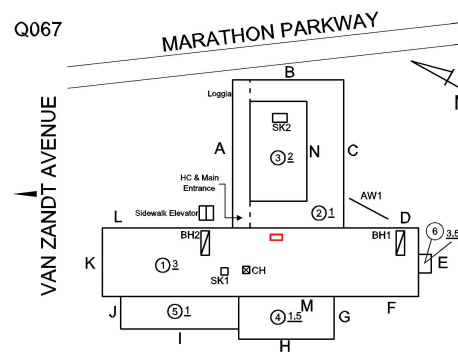 Q067
MARATHON PARKWAY
B
Loggia
N
SK2
A
3 2
N
C
VAN ZANDT AVENUE
HC & Main
Entrance
AW1
Sidewalk Elevator
2 1
L
D
BH2
BH1
6
3.5
K
1 3
SK1
CH
E
J
5 1
M
4 1.5
G
F
I
H